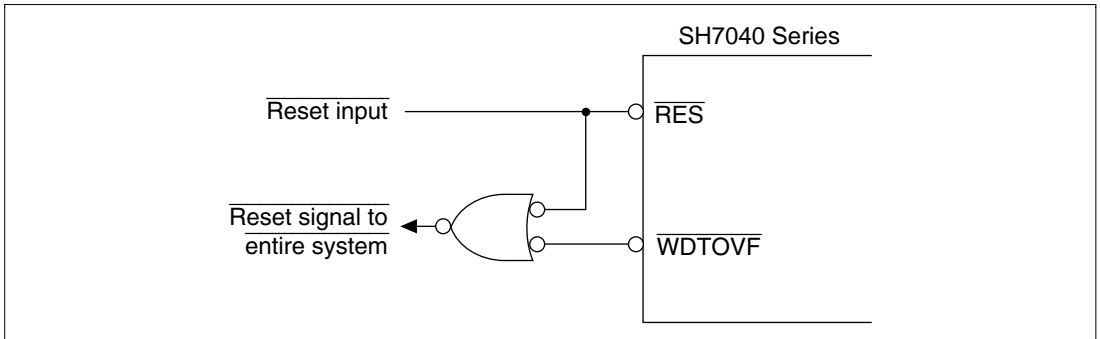 SH7040 Series
Reset input
RES
Reset signal to
entire system
WDTOVF